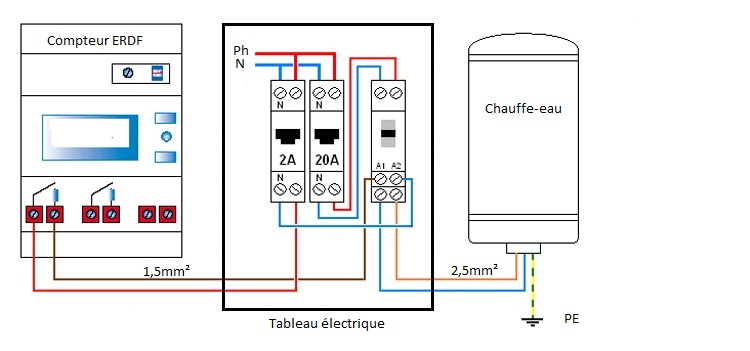 Compteur ERDF
Ph
N
N
N
2A
20A
N
N
A1 A2
Chauffe-eau
1,5mm²
2,5mm²
Tableau électrique
PE